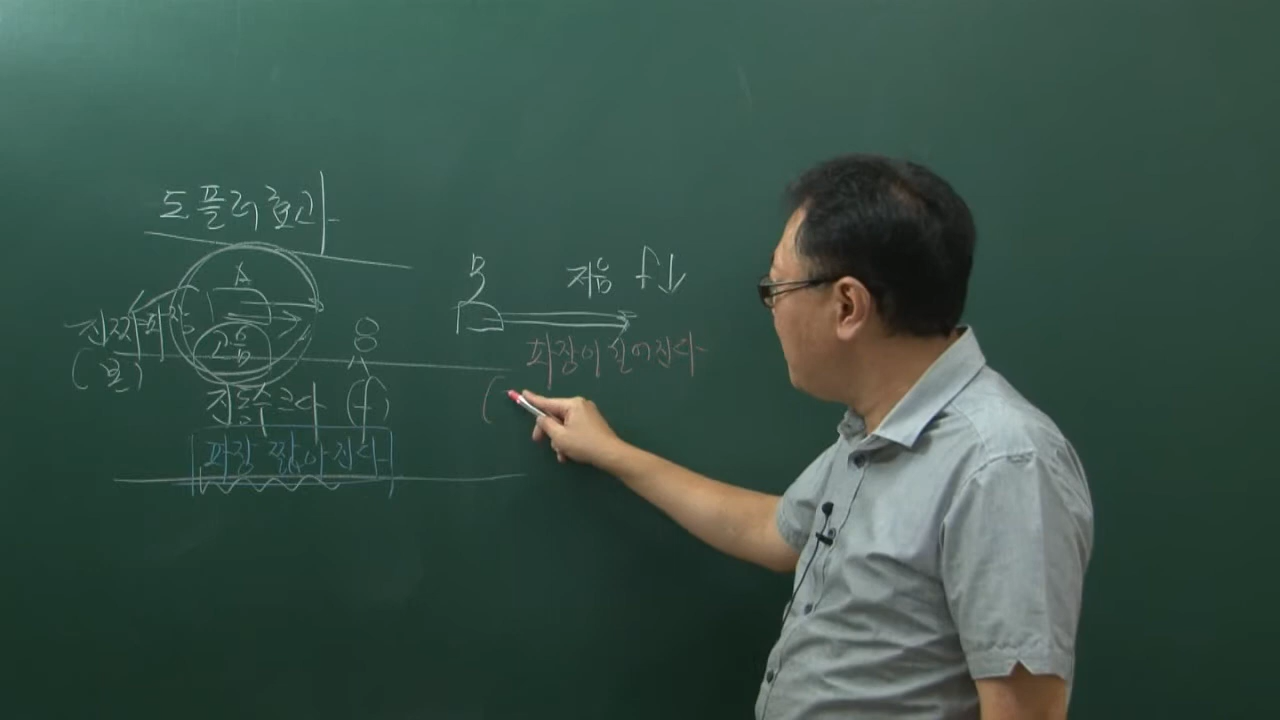 도플러효과
A
고음
진짜파장
(본)
진동수크다 (f)
파장 짧아진다
B
저음 f↓
파장이 길어진다
(